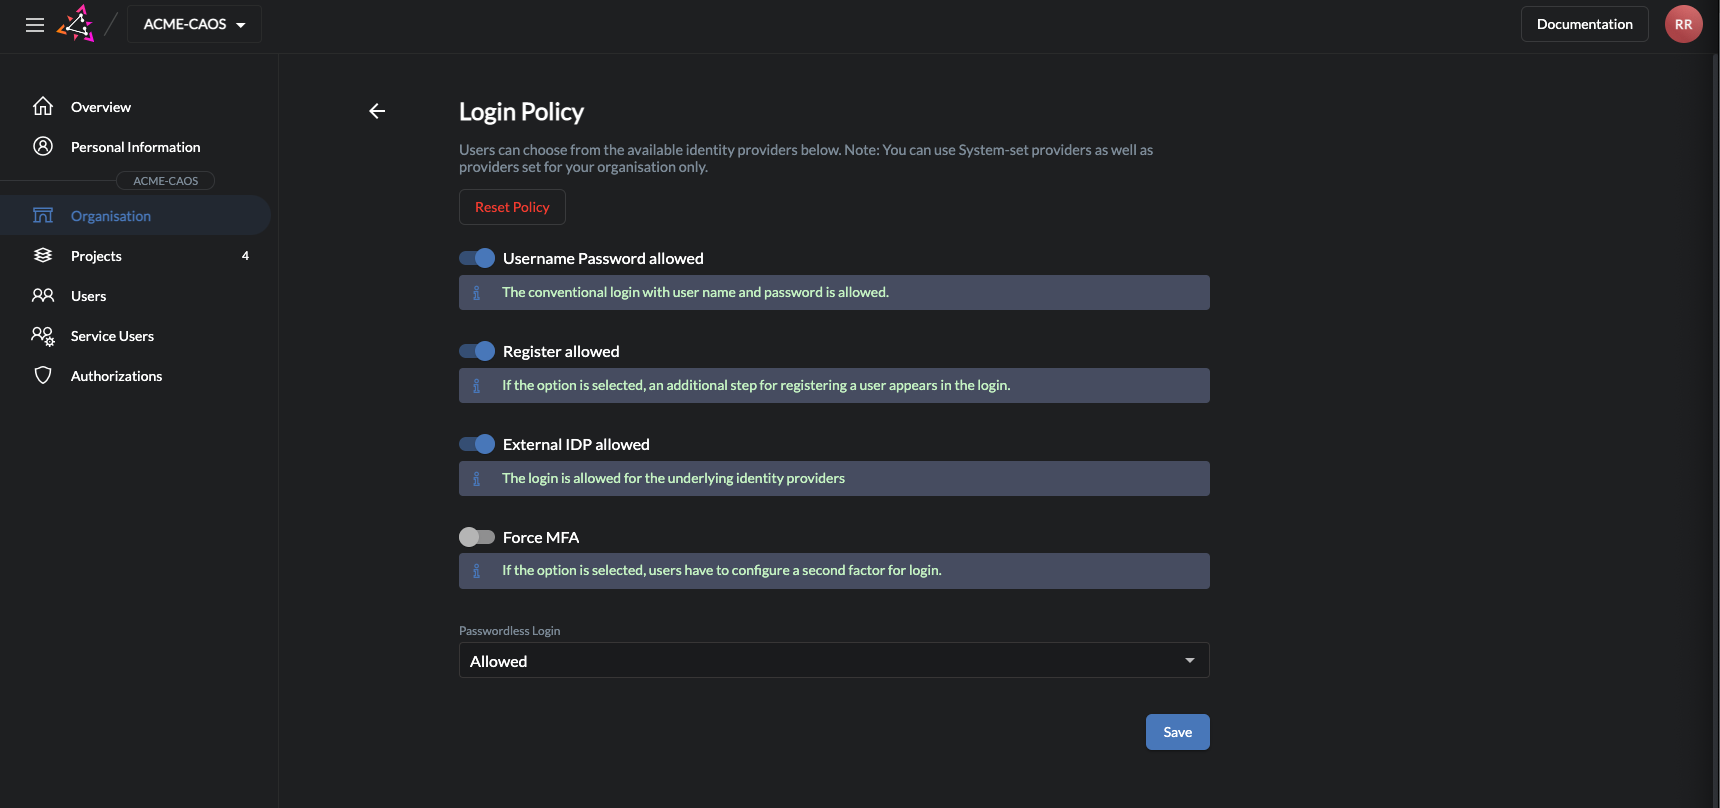 ACME-CAOS
Documentation
RR
Overview
Personal Information
ACME-CAOS
Organisation
Projects 4
Users
Service Users
Authorizations
Login Policy
Users can choose from the available identity providers below. Note: You can use System-set providers as well as
providers set for your organisation only.
Reset Policy
Username Password allowed
The conventional login with user name and password is allowed.
Register allowed
If the option is selected, an additional step for registering a user appears in the login.
External IDP allowed
The login is allowed for the underlying identity providers
Force MFA
If the option is selected, users have to configure a second factor for login.
Passwordless Login
Allowed
Save